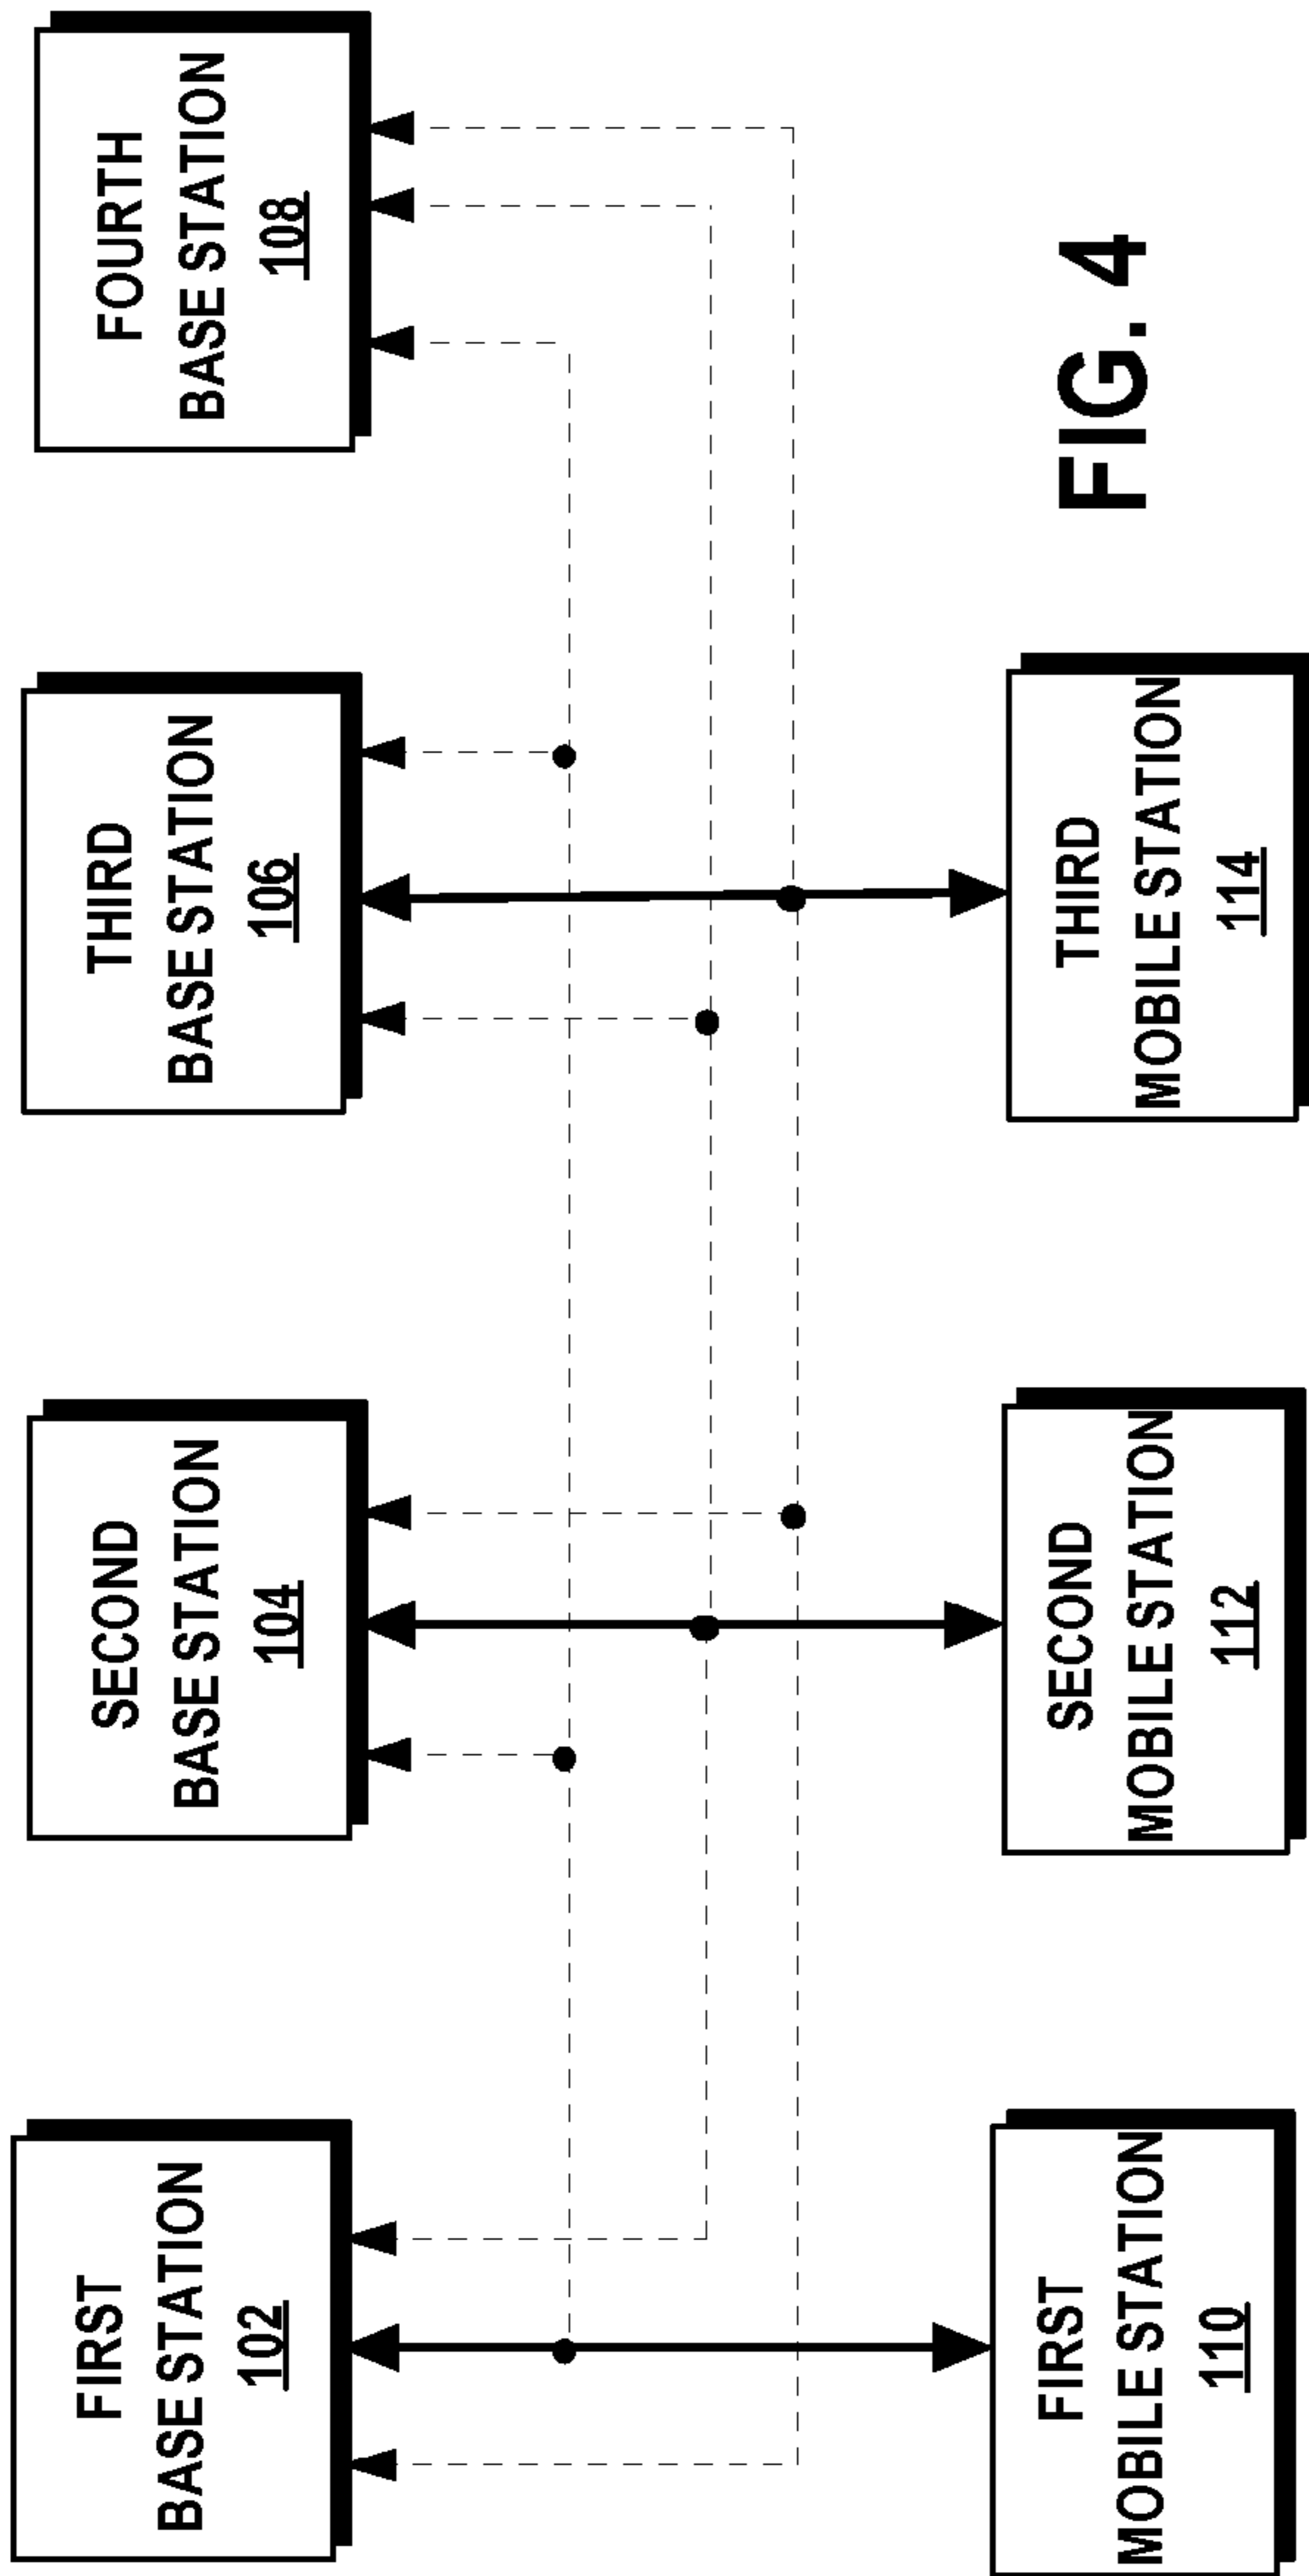 FIRST
BASE STATION
102
SECOND
BASE STATION
104
THIRD
BASE STATION
106
FOURTH
BASE STATION
108
FIRST
MOBILE STATION
110
SECOND
MOBILE STATION
112
THIRD
MOBILE STATION
114
FIG. 4